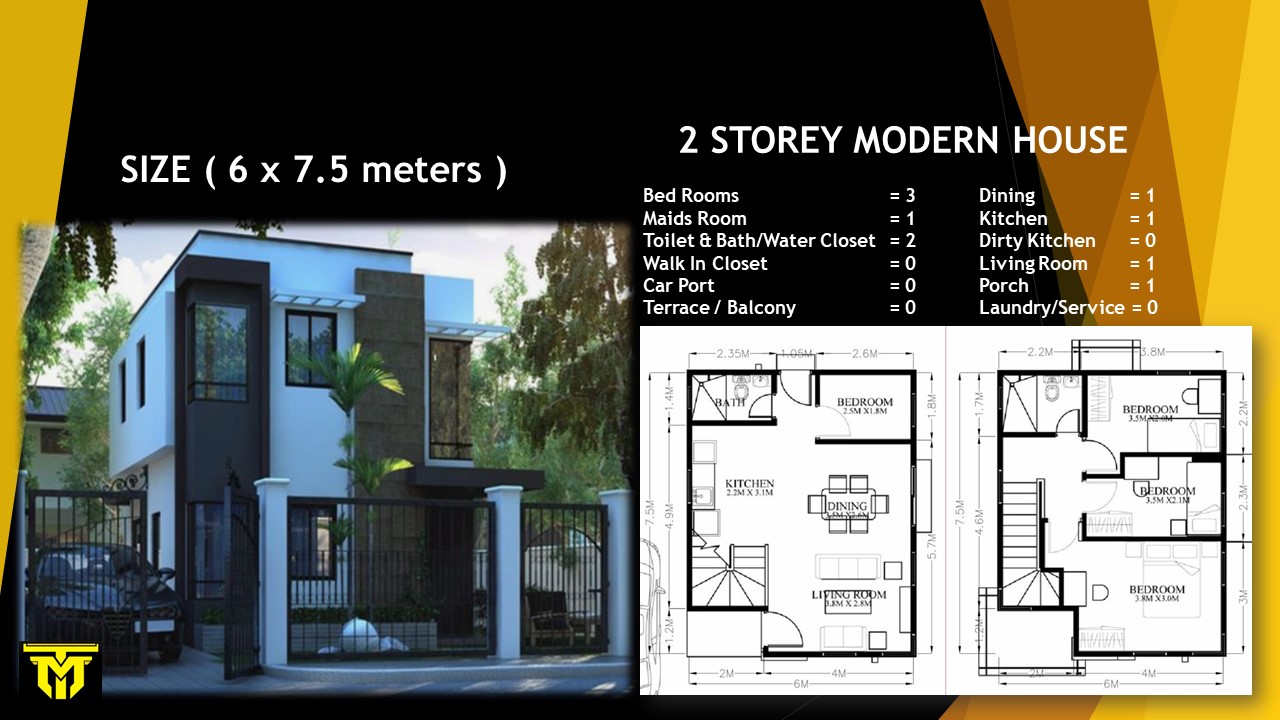 SIZE ( 6 x 7.5 meters )
2 STOREY MODERN HOUSE
Bed Rooms = 3
Maids Room = 1
Toilet & Bath/Water Closet = 2
Walk In Closet = 0
Car Port = 0
Terrace / Balcony = 0
Dining = 1
Kitchen = 1
Dirty Kitchen = 0
Living Room = 1
Porch = 1
Laundry/Service = 0
2.35M 1.05M 2.6M
1.4M
BATH
BEDROOM
2.5M X1.8M
1.8M
KITCHEN
2.2M X 3.1M
DINING
7.5M
4.9M
5.7M
LIVING ROOM
3.8M X 2.8M
1.2M
2M 4M
6M
2.2M 3.8M
1.7M
BEDROOM
3.5M X2.0M
2.2M
BEDROOM
3.5M X2.1M
2.3M
7.5M
4.6M
BEDROOM
3.8M X3.0M
3M
1.2M
2M 4M
6M
TM